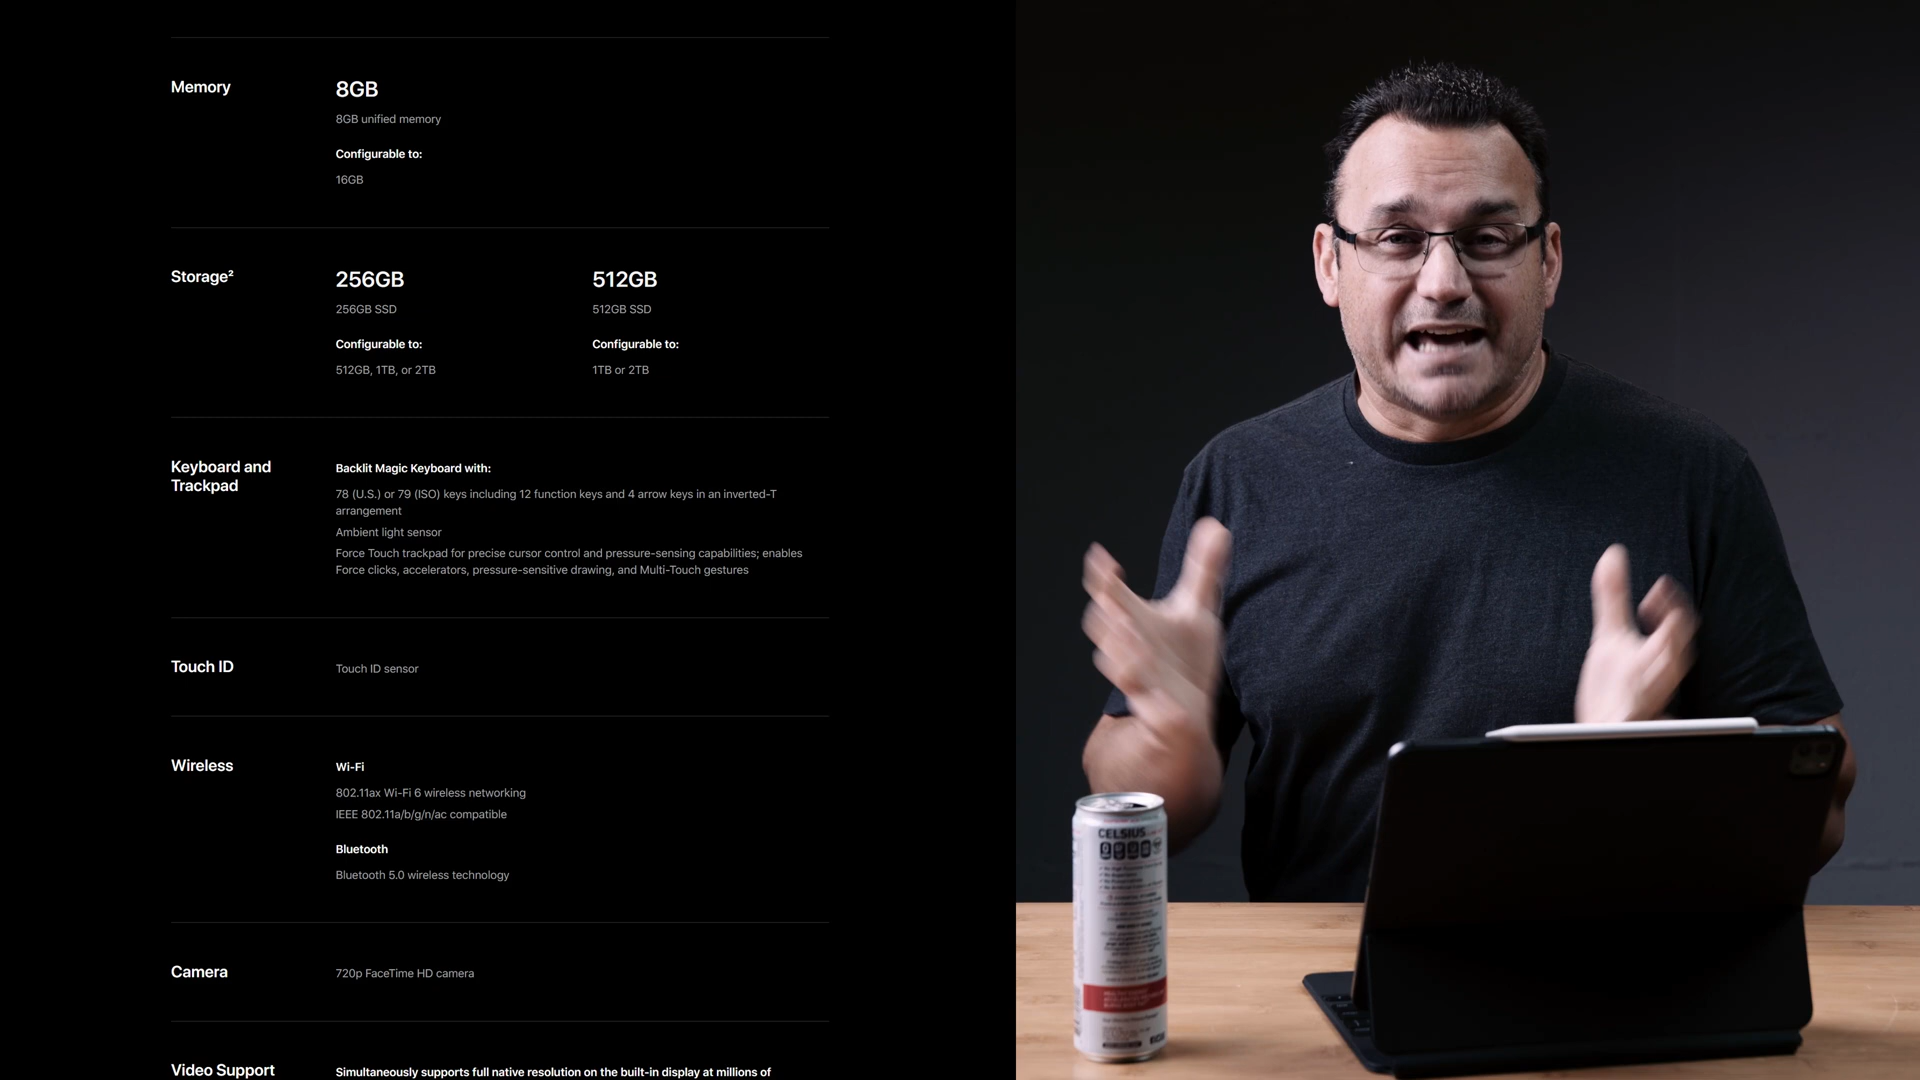 Memory
8GB
8GB unified memory
Configurable to:
16GB
Storage²
256GB
256GB SSD
Configurable to:
512GB, 1TB, or 2TB
512GB
512GB SSD
Configurable to:
1TB or 2TB
Keyboard and
Trackpad
Backlit Magic Keyboard with:
78 (U.S.) or 79 (ISO) keys including 12 function keys and 4 arrow keys in an inverted-T
arrangement
Ambient light sensor
Force Touch trackpad for precise cursor control and pressure-sensing capabilities; enables
Force clicks, accelerators, pressure-sensitive drawing, and Multi-Touch gestures
Touch ID
Touch ID sensor
Wireless
Wi-Fi
802.11ax Wi-Fi 6 wireless networking
IEEE 802.11a/b/g/n/ac compatible
Bluetooth
Bluetooth 5.0 wireless technology
Camera
720p FaceTime HD camera
Video Support
Simultaneously supports full native resolution on the built-in display at millions of
CELSIUS